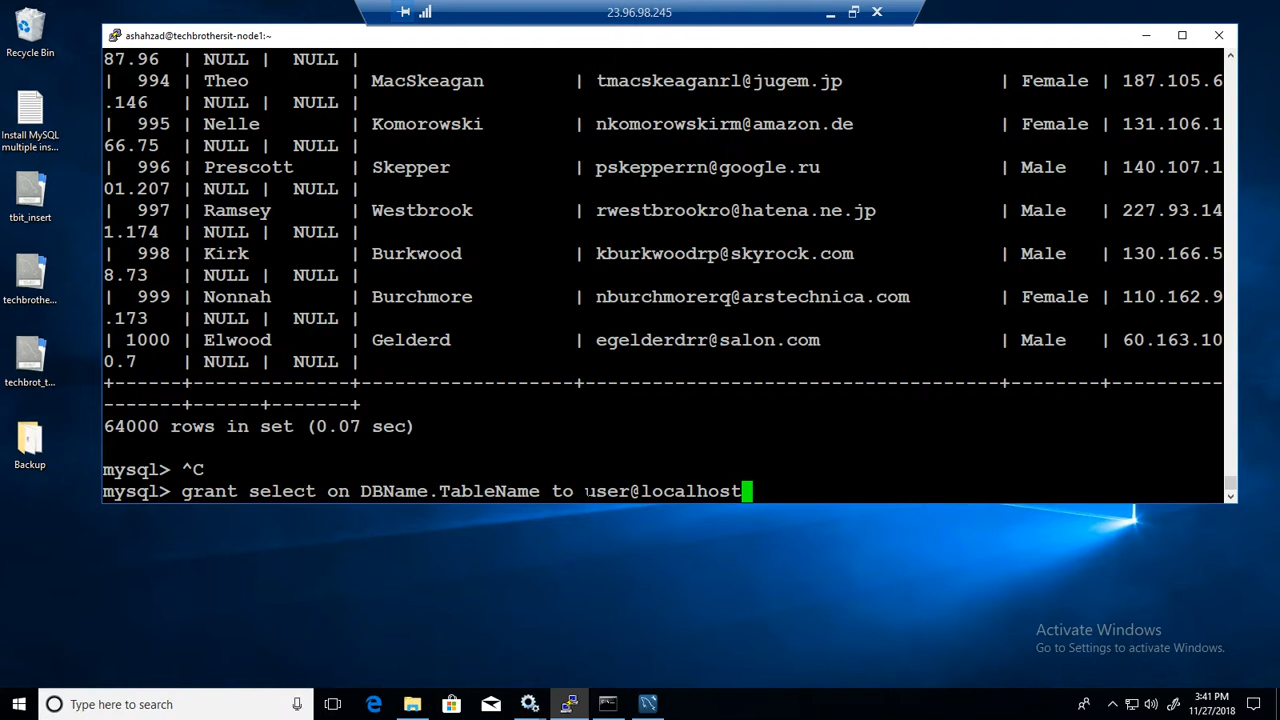 23.96.98.245
Recycle Bin
ashahzad@techbrothersit-node1:~
87.96 | NULL | NULL |
| 994 | Theo | MacSkeagan | tmacskeaganrl@jugem.jp | Female | 187.105.6
.146 | NULL | NULL |
| 995 | Nelle | Komorowski | nkomorowskirm@amazon.de | Female | 131.106.1
66.75 | NULL | NULL |
| 996 | Prescott | Skepper | pskepperrn@google.ru | Male | 140.107.1
01.207 | NULL | NULL |
| 997 | Ramsey | Westbrook | rwestbrookro@hatena.ne.jp | Male | 227.93.14
1.174 | NULL | NULL |
| 998 | Kirk | Burkwood | kburkwoodrp@skyrock.com | Male | 130.166.5
8.73 | NULL | NULL |
| 999 | Nonnah | Burchmore | nburchmorerq@arstechnica.com | Female | 110.162.9
.173 | NULL | NULL |
| 1000 | Elwood | Gelderd | egelderdrr@salon.com | Male | 60.163.10
0.7 | NULL | NULL |
+-------+--------------+-------------------+-------------------------------------+--------+----------
-------+------+-------+
64000 rows in set (0.07 sec)
mysql> ^C
mysql> grant select on DBName.TableName to user@localhost
Install MySQL
multiple ins...
tbit_insert
techbrothe...
techbrot_t...
Backup
Activate Windows
Go to Settings to activate Windows.
Type here to search
3:41 PM
11/27/2018